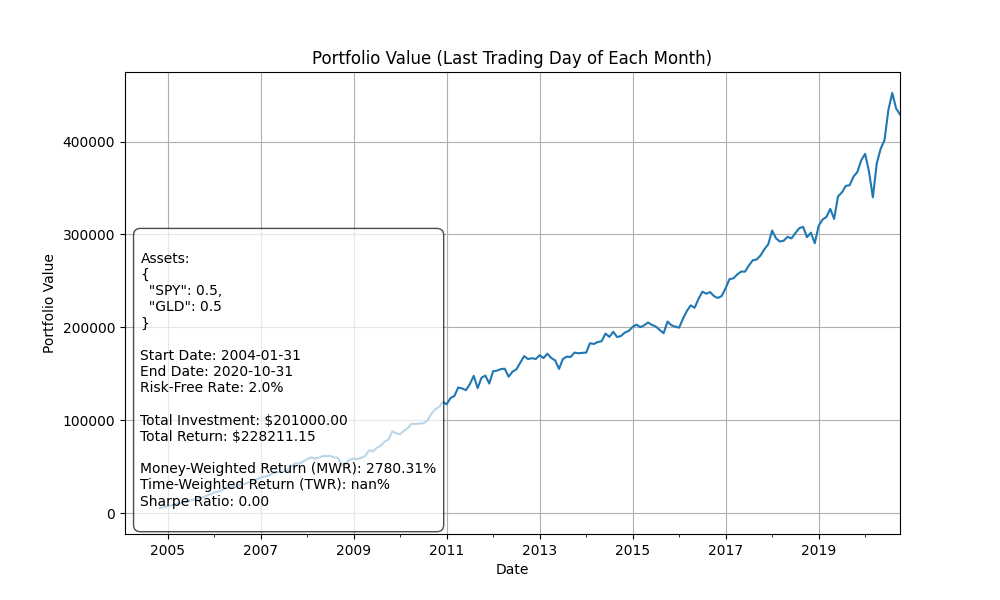 Portfolio Value (Last Trading Day of Each Month)
Portfolio Value
400000
300000
200000
100000
0
Assets:
{
  "SPY": 0.5,
  "GLD": 0.5
}
Start Date: 2004-01-31
End Date: 2020-10-31
Risk-Free Rate: 2.0%
Total Investment: $201000.00
Total Return: $228211.15
Money-Weighted Return (MWR): 2780.31%
Time-Weighted Return (TWR): nan%
Sharpe Ratio: 0.00
2005 2007 2009 2011 2013 2015 2017 2019
Date